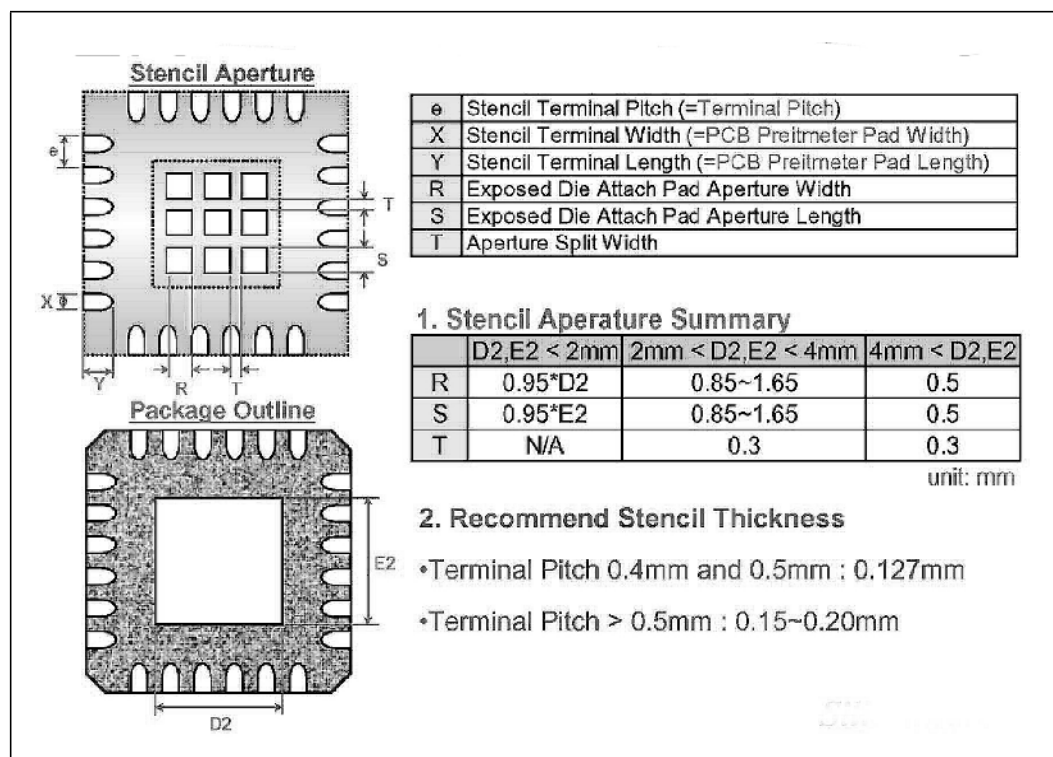 Stencil Aperture
e
X
Y
R
T
T
S
Package Outline
E2
D2
e Stencil Terminal Pitch (=Terminal Pitch)
X Stencil Terminal Width (=PCB Preitmeter Pad Width)
Y Stencil Terminal Length (=PCB Preitmeter Pad Length)
R Exposed Die Attach Pad Aperture Width
S Exposed Die Attach Pad Aperture Length
T Aperture Split Width
1. Stencil Aperature Summary
D2,E2 < 2mm 2mm < D2,E2 < 4mm 4mm < D2,E2
R 0.95*D2 0.85~1.65 0.5
S 0.95*E2 0.85~1.65 0.5
T N/A 0.3 0.3
unit: mm
2. Recommend Stencil Thickness
•Terminal Pitch 0.4mm and 0.5mm : 0.127mm
•Terminal Pitch > 0.5mm : 0.15~0.20mm